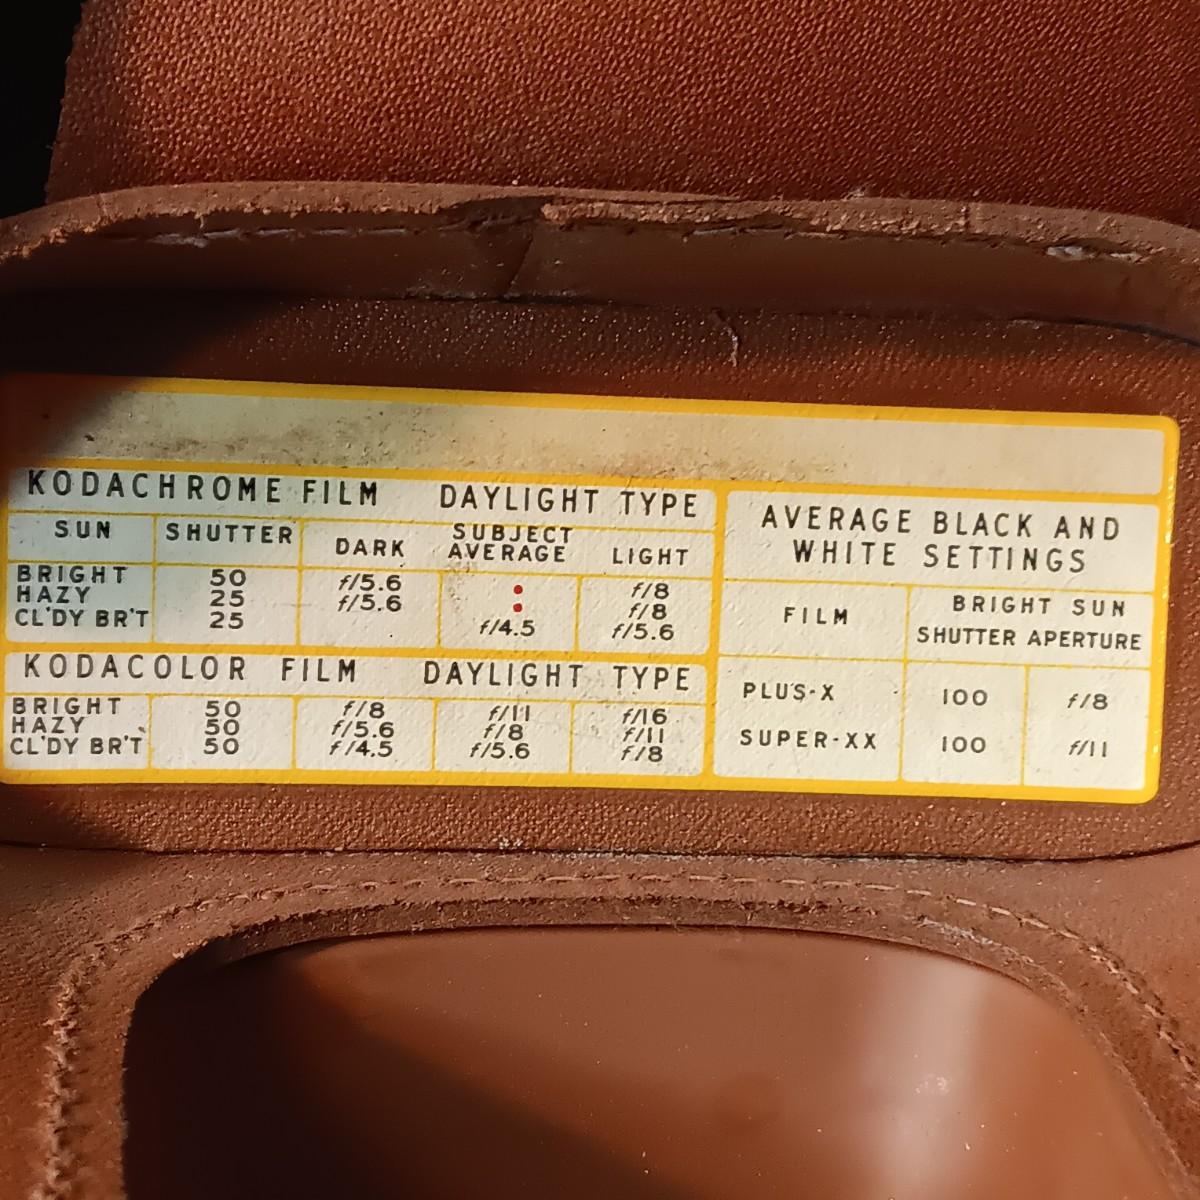 KODACHROME FILM DAYLIGHT TYPE
SUN SHUTTER DARK SUBJECT AVERAGE LIGHT
BRIGHT 50 f/5.6 • f/8
HAZY 25 f/5.6 • f/8
CL'DY BR'T 25 f/4.5 f/5.6
KODACOLOR FILM DAYLIGHT TYPE
BRIGHT 50 f/8 f/11 f/16
HAZY 50 f/5.6 f/8 f/11
CL'DY BR'T 50 f/4.5 f/5.6 f/8
AVERAGE BLACK AND
WHITE SETTINGS
FILM BRIGHT SUN
SHUTTER APERTURE
PLUS-X 100 f/8
SUPER-XX 100 f/11